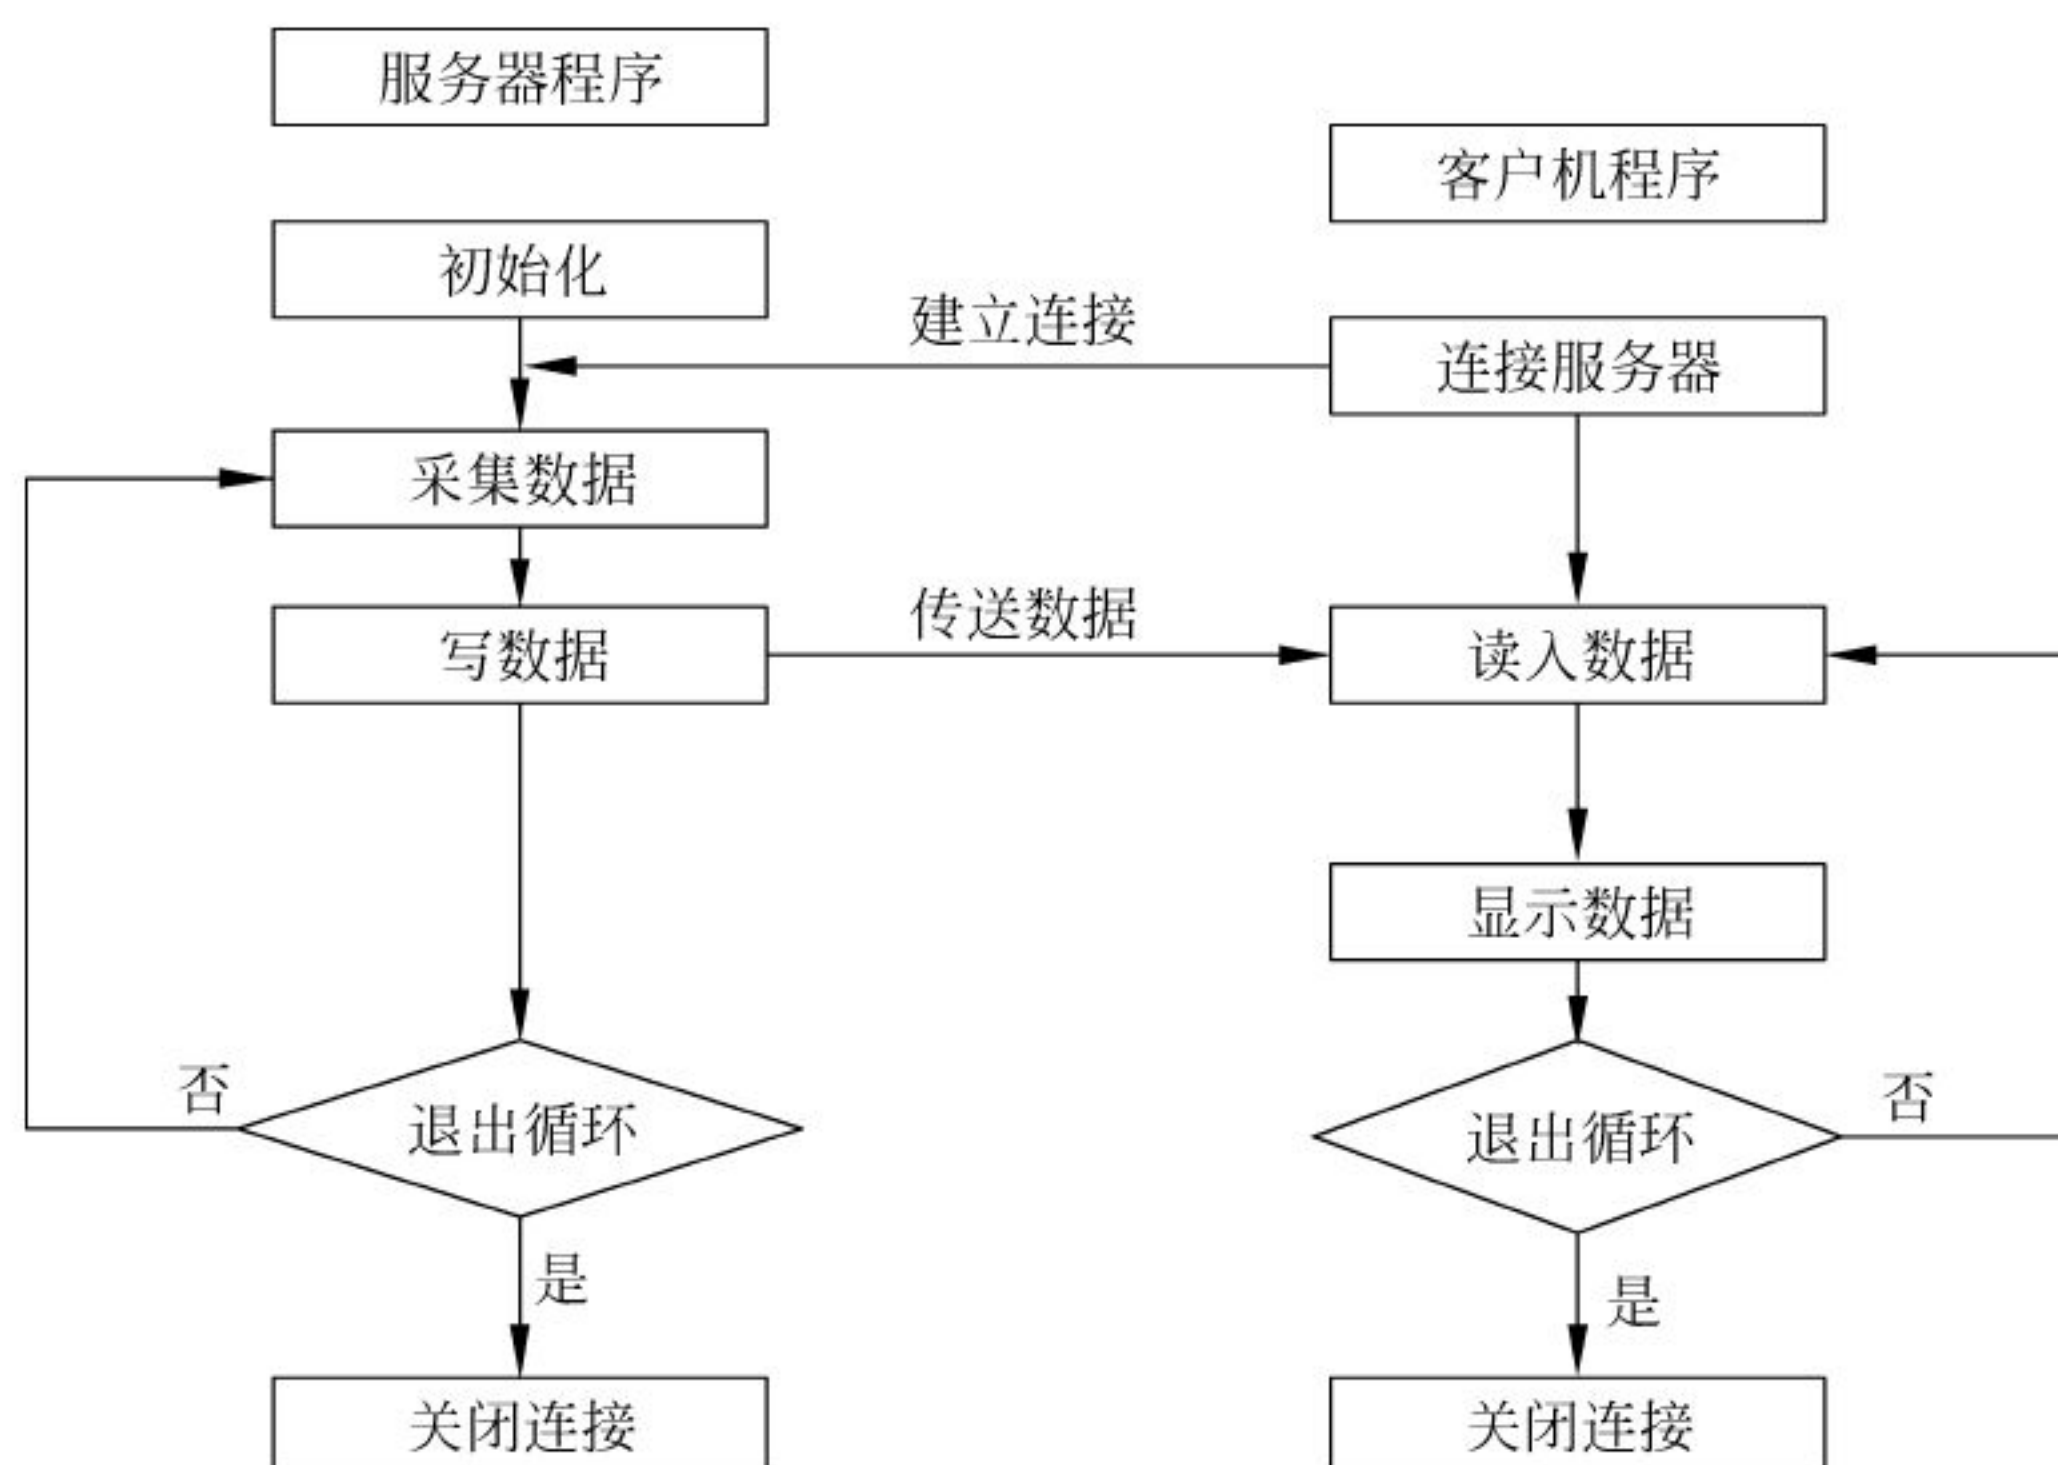 服务器程序
客户机程序
初始化
建立连接
连接服务器
采集数据
传送数据
写数据
读入数据
显示数据
否
退出循环
否
退出循环
是
是
关闭连接
关闭连接